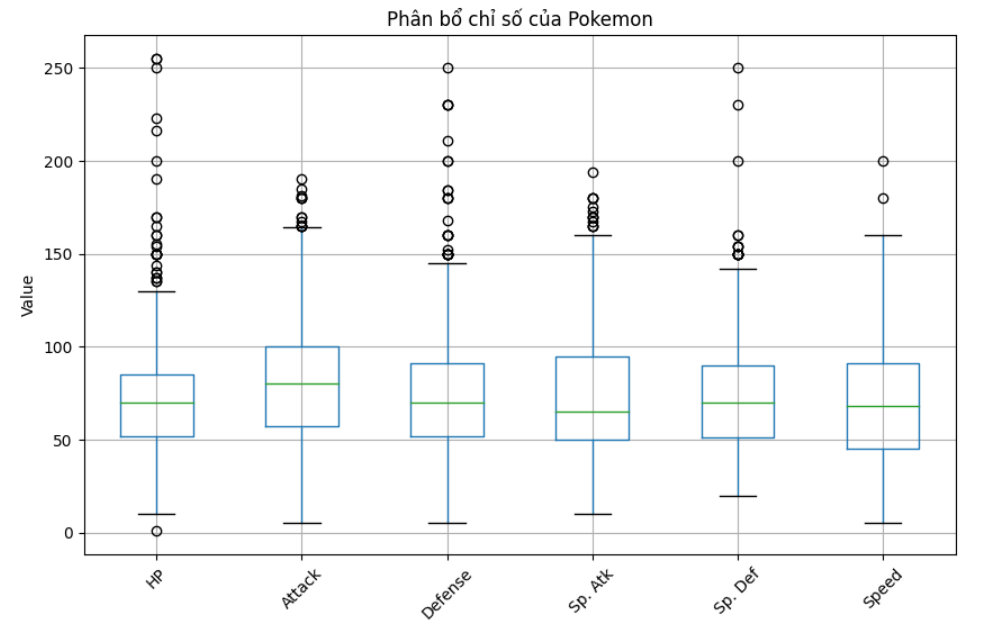 Phân bổ chỉ số của Pokemon
250
200
150
100
50
0
Value
HP
Attack
Defense
Sp. Atk
Sp. Def
Speed